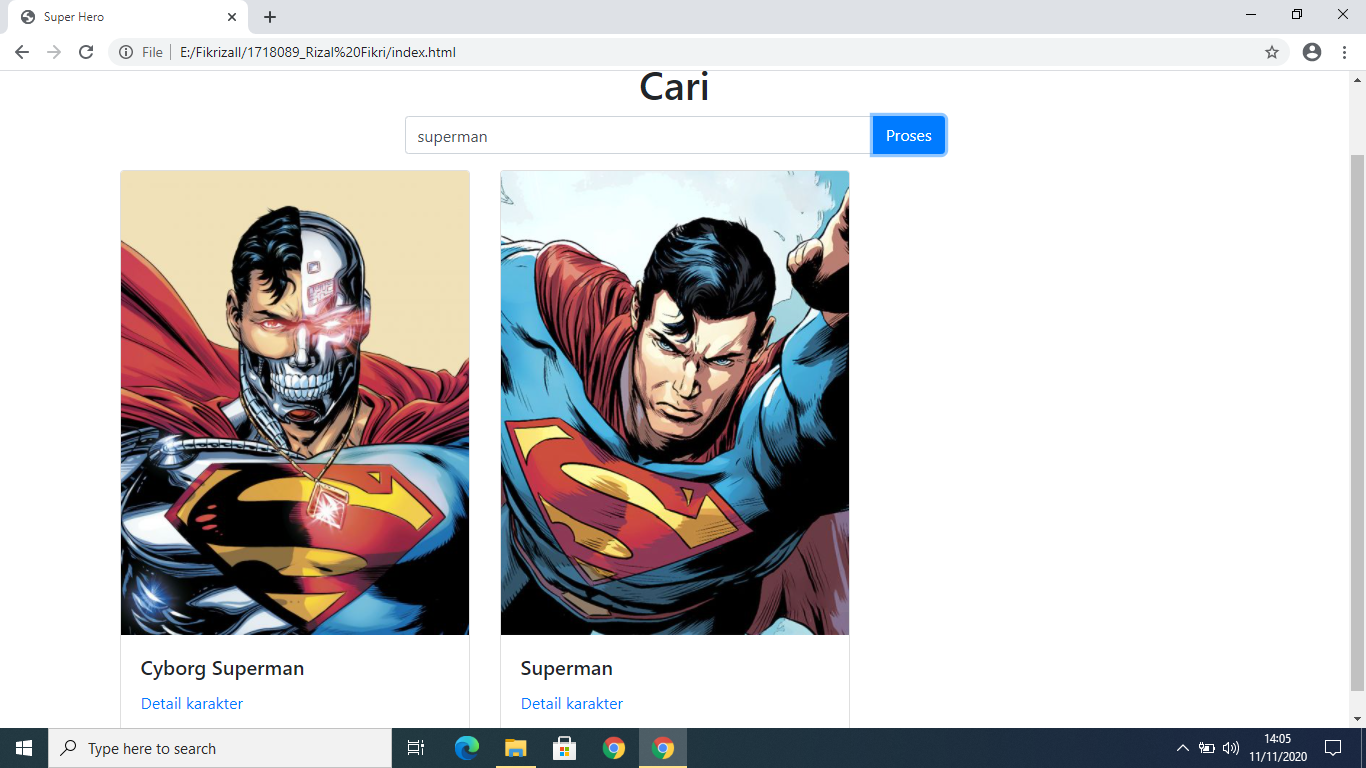 Super Hero
File E:/Fikrizall/1718089_Rizal%20Fikri/index.html
Cari
superman Proses
Cyborg Superman
Detail karakter
Superman
Detail karakter
Type here to search
14:05
11/11/2020